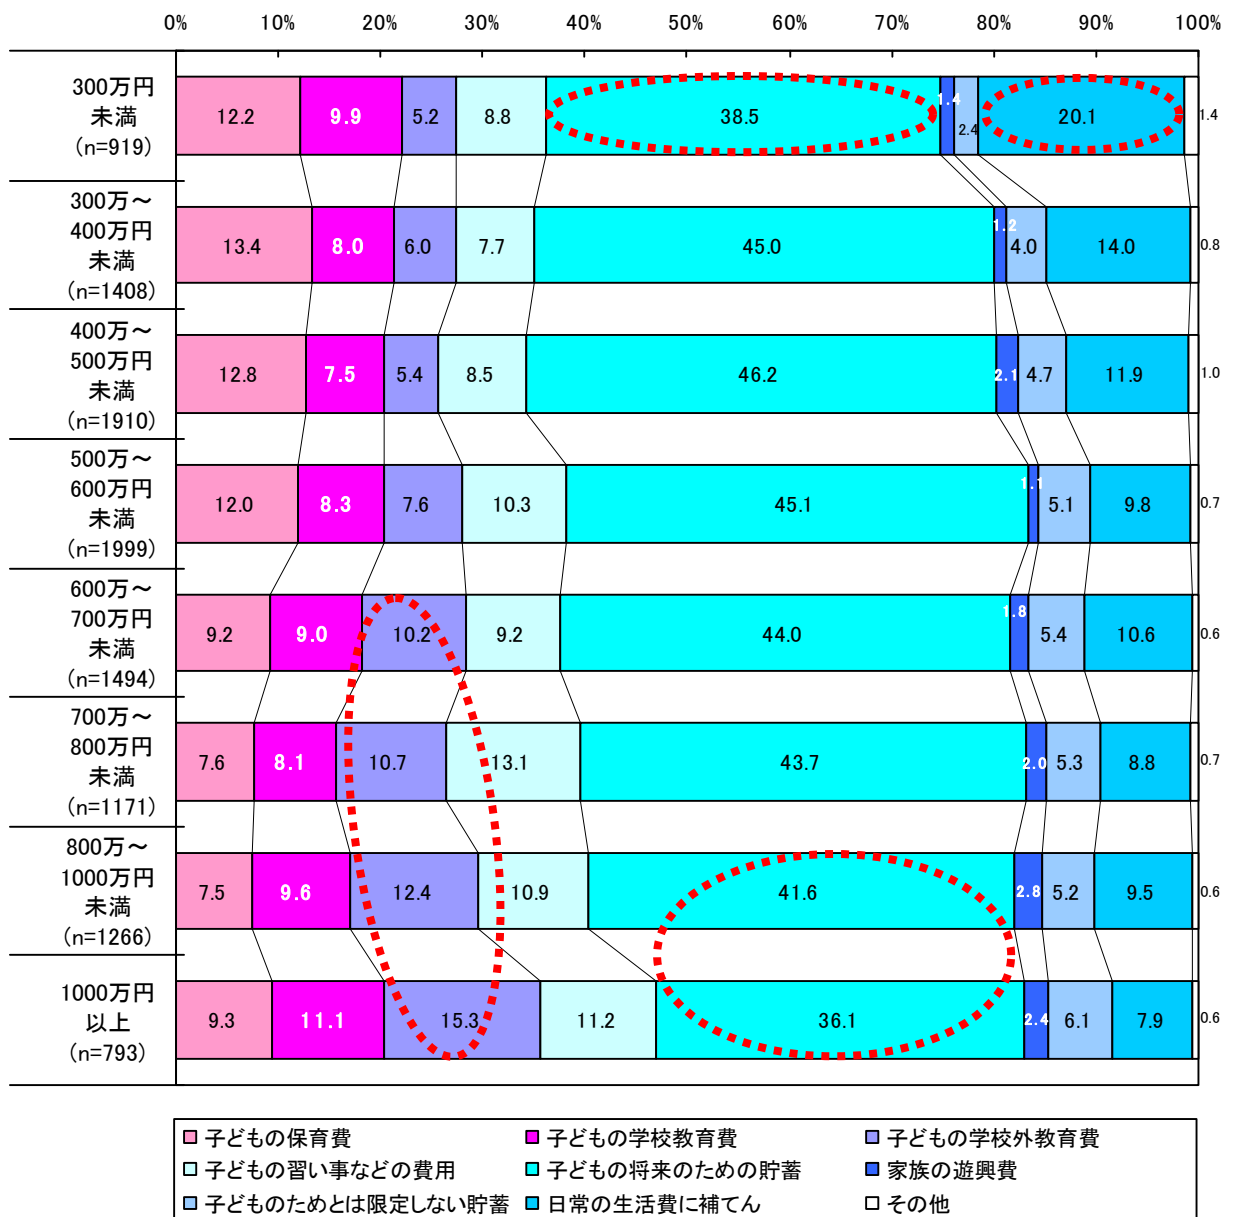 0% 10% 20% 30% 40% 50% 60% 70% 80% 90% 100%
300万円
未満
(n=919)
12.2 9.9 5.2 8.8 38.5 1.4 2.4 20.1 1.4
300万～
400万円
未満
(n=1408)
13.4 8.0 6.0 7.7 45.0 1.2 4.0 14.0 0.8
400万～
500万円
未満
(n=1910)
12.8 7.5 5.4 8.5 46.2 2.1 4.7 11.9 1.0
500万～
600万円
未満
(n=1999)
12.0 8.3 7.6 10.3 45.1 1.1 5.1 9.8 0.7
600万～
700万円
未満
(n=1494)
9.2 9.0 10.2 9.2 44.0 1.8 5.4 10.6 0.6
700万～
800万円
未満
(n=1171)
7.6 8.1 10.7 13.1 43.7 2.0 5.3 8.8 0.7
800万～
1000万円
未満
(n=1266)
7.5 9.6 12.4 10.9 41.6 2.8 5.2 9.5 0.6
1000万円
以上
(n=793)
9.3 11.1 15.3 11.2 36.1 2.4 6.1 7.9 0.6
子どもの保育費 子どもの学校教育費 子どもの学校外教育費
子どもの習い事などの費用 子どもの将来のための貯蓄 家族の遊興費
子どものためとは限定しない貯蓄 日常の生活費に補てん その他